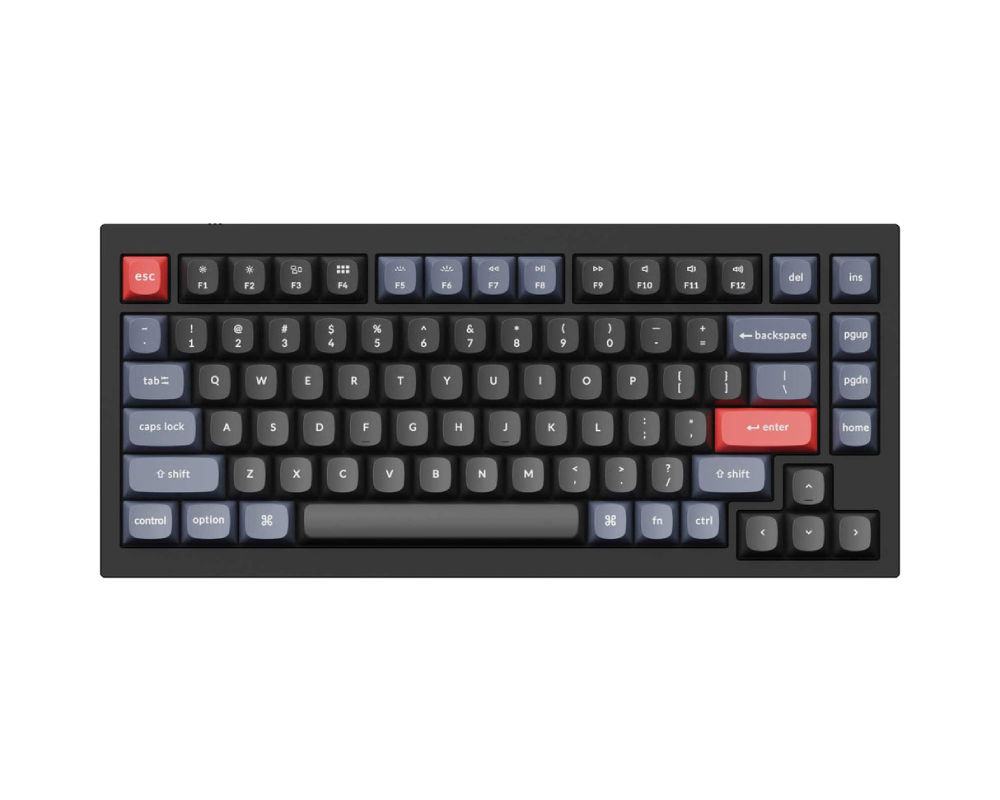 esc F1 F2 F3 F4 F5 F6 F7 F8 F9 F10 F11 F12 del ins
~ ! @ # $ % ^ & * ( ) — +
. 1 2 3 4 5 6 7 8 9 0 - = ← backspace pgup
tab Q W E R T Y U I O P { [ } ] | \ pgdn
caps lock A S D F G H J K L : ; " , ↵ enter home
⇧ shift Z X C V B N M < , > . ? / ⇧ shift ^
control option ⌘ ⌘ fn ctrl < ⌄ >